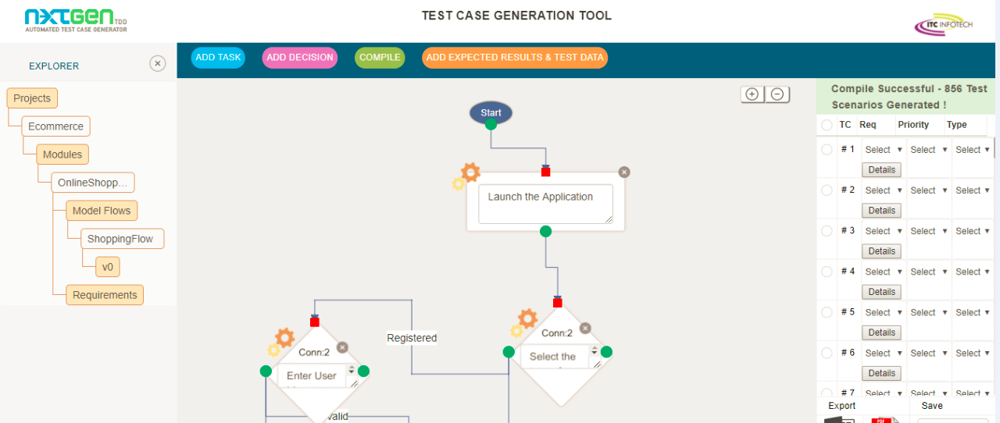 NXTGen TDD
AUTOMATED TEST CASE GENERATOR
TEST CASE GENERATION TOOL
ITC INFOTECH
EXPLORER
ADD TASK
ADD DECISION
COMPILE
ADD EXPECTED RESULTS & TEST DATA
Projects
Ecommerce
Modules
OnlineShopp...
Model Flows
ShoppingFlow
v0
Requirements
Start
Launch the Application
Conn:2
Select the
Registered
Conn:2
Enter User
Valid
Compile Successful - 856 Test
Scenarios Generated !
TC Req Priority Type
# 1 Select Select Select
Details
# 2 Select Select Select
Details
# 3 Select Select Select
Details
# 4 Select Select Select
Details
# 5 Select Select Select
Details
# 6 Select Select Select
Details
# 7 Select Select Select
Export Save
PDF